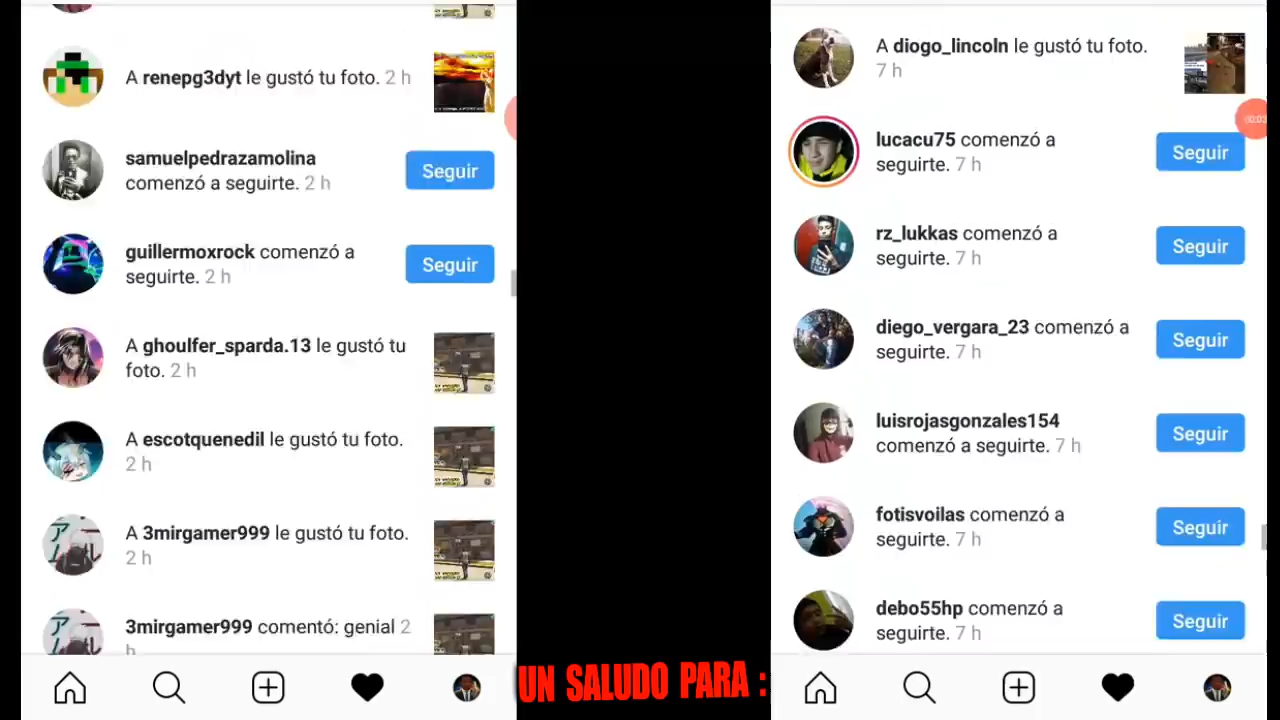 A renepg3dyt le gustó tu foto. 2 h
samuelpedrazamolina
comenzó a seguirte. 2 h
Seguir
guillermoxrock comenzó a
seguirte. 2 h
Seguir
A ghoulfer_sparda.13 le gustó tu
foto. 2 h
A escotquenedil le gustó tu foto.
2 h
A 3mirgamer999 le gustó tu foto.
2 h
3mirgamer999 comentó: genial 2
h
UN SALUDO PARA :
A diogo_lincoln le gustó tu foto.
7 h
00:03
lucacu75 comenzó a
seguirte. 7 h
Seguir
rz_lukkas comenzó a
seguirte. 7 h
Seguir
diego_vergara_23 comenzó a
seguirte. 7 h
Seguir
luisrojasgonzales154
comenzó a seguirte. 7 h
Seguir
fotisvoilas comenzó a
seguirte. 7 h
Seguir
debo55hp comenzó a
seguirte. 7 h
Seguir